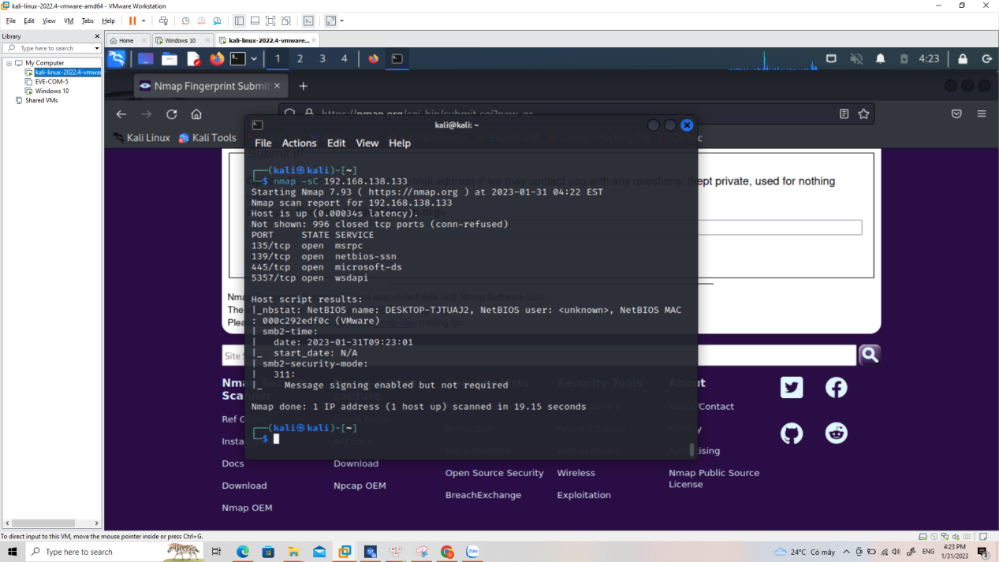 kali-linux-2022.4-vmware-amd64 - VMware Workstation
File Edit View VM Tabs Help
Library
Type here to search
My Computer
kali-linux-2022.4-vmwar
EVE-COM-5
Windows 10
Shared VMs
Home
Windows 10
kali-linux-2022.4-vmware...
1 2 3 4
4:23
Nmap Fingerprint Submit
https://nmap.org/cgi-bin/submit.cgi?new-os
Kali Linux
Kali Tools
kali@kali: ~
File Actions Edit View Help
Submit it!
e-mail address if we may contact you with any questions. (kept private, used for nothing
(kali㉿kali)-[~]
$ nmap -sC 192.168.138.133
Starting Nmap 7.93 ( https://nmap.org ) at 2023-01-31 04:22 EST
Nmap scan report for 192.168.138.133
Host is up (0.00034s latency).
Not shown: 996 closed tcp ports (conn-refused)
PORT STATE SERVICE
135/tcp open msrpc
139/tcp open netbios-ssn
445/tcp open microsoft-ds
5357/tcp open wsdapi
Host script results:
|_nbstat: NetBIOS name: DESKTOP-TJTUAJ2, NetBIOS user: <unknown>, NetBIOS MAC
: 000c292edf0c (VMware)
| smb2-time:
| date: 2023-01-31T09:23:01
|_ start_date: N/A
| smb2-security-mode:
| 311:
|_ Message signing enabled but not required
Nmap done: 1 IP address (1 host up) scanned in 19.15 seconds
(kali㉿kali)-[~]
$
Site
Nmap Security
Scanner
Security Tools
About
About/Contact
Ref
Privacy
Instal
Advertising
Docs
Download
Open Source Security
Wireless
Nmap Public Source
License
Download
Npcap OEM
BreachExchange
Exploitation
Nmap OEM
To direct input to this VM, move the mouse pointer inside or press Ctrl+G.
Type here to search
Zalo
24°C Có mây
ENG
4:23 PM
1/31/2023
3